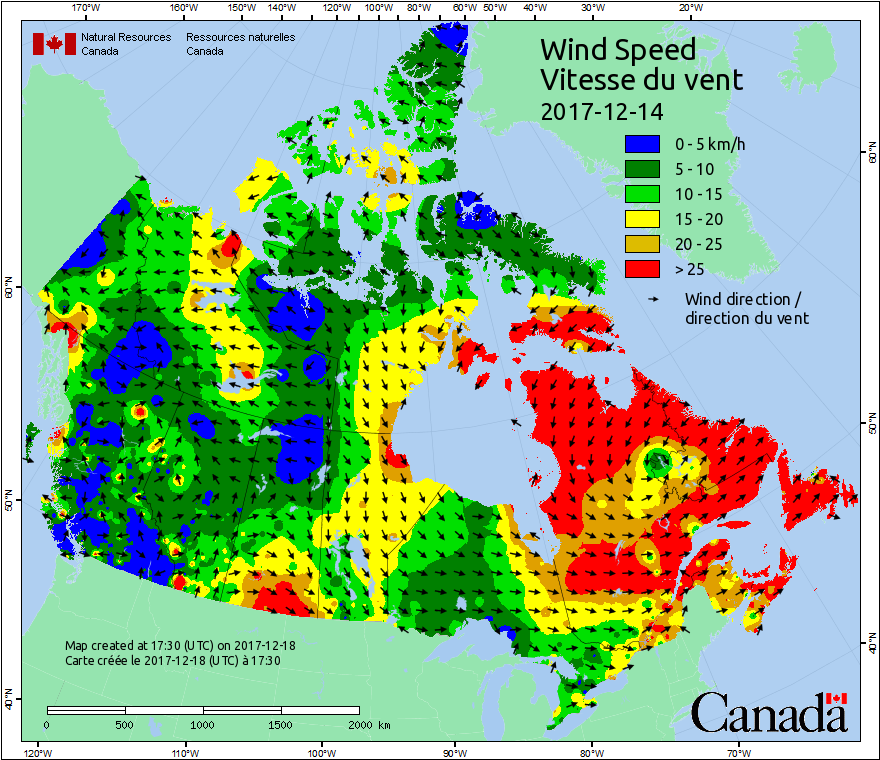 170°W 160°W 150°W 140°W 130°W 120°W 110°W 100°W 90°W 80°W 60°W 50°W 40°W 30°W 20°W
Natural Resources Ressources naturelles
Canada Canada
Wind Speed
Vitesse du vent
2017-12-14
0 - 5 km/h
5 - 10
10 - 15
15 - 20
20 - 25
> 25
Wind direction /
direction du vent
60°N
60°N
50°N
50°N
40°N
40°N
Map created at 17:30 (UTC) on 2017-12-18
Carte créée le 2017-12-18 (UTC) à 17:30
0 500 1000 1500 2000 km
Canada
120°W 110°W 100°W 90°W 80°W 70°W